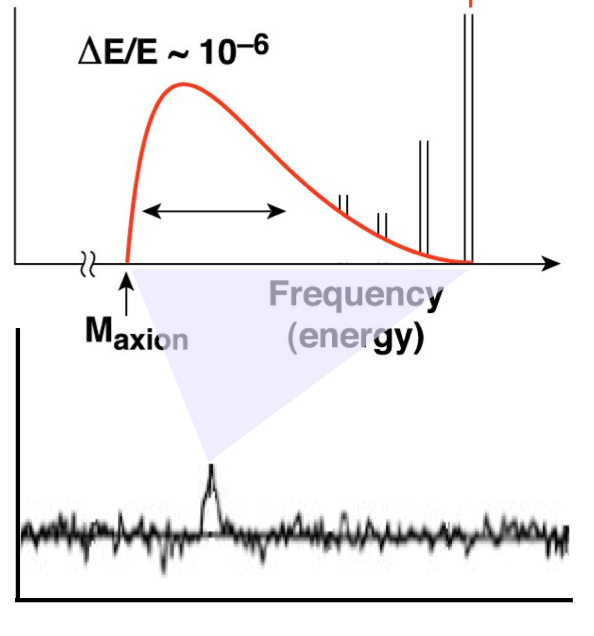 ΔE/E ~ 10⁻⁶
Frequency
(energy)
Maxion